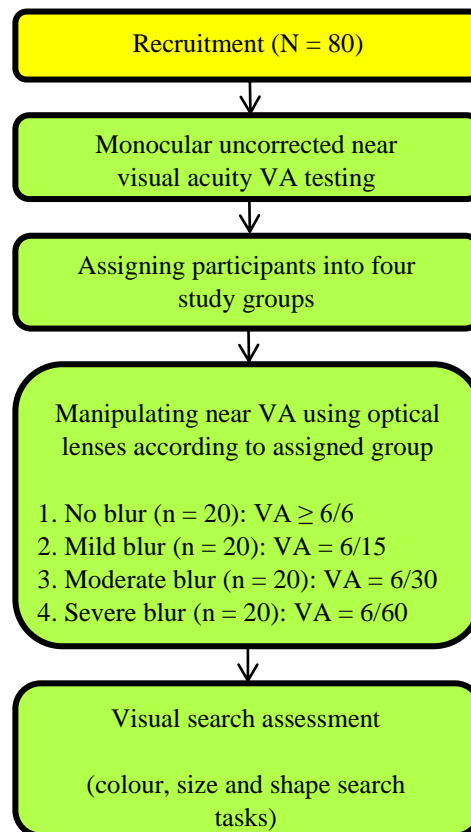 Recruitment (N = 80)
Monocular uncorrected near
visual acuity VA testing
Assigning participants into four
study groups
Manipulating near VA using optical
lenses according to assigned group
1. No blur (n = 20): VA ≥ 6/6
2. Mild blur (n = 20): VA = 6/15
3. Moderate blur (n = 20): VA = 6/30
4. Severe blur (n = 20): VA = 6/60
Visual search assessment
(colour, size and shape search
tasks)